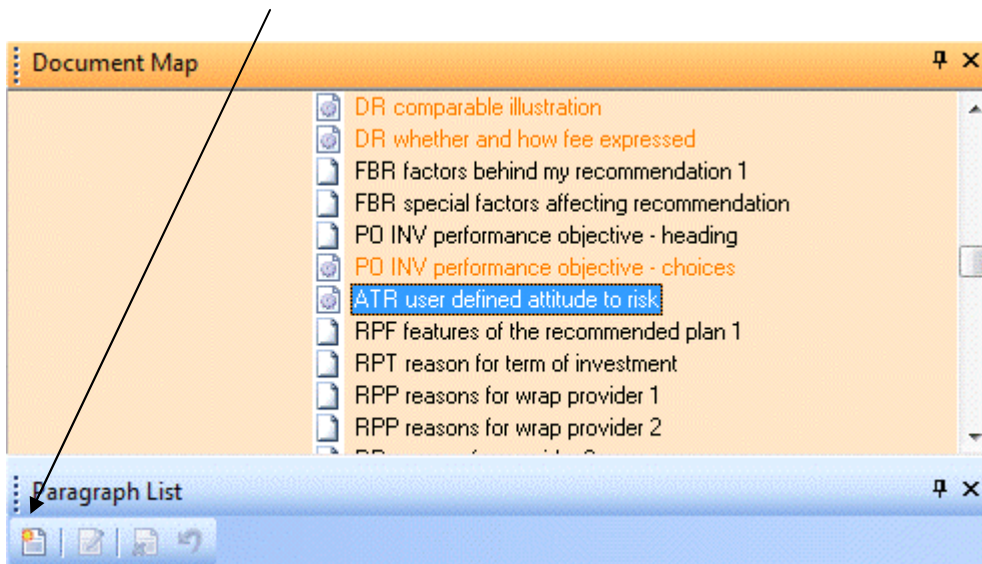 Document Map
DR comparable illustration
DR whether and how fee expressed
FBR factors behind my recommendation 1
FBR special factors affecting recommendation
PO INV performance objective - heading
PO INV performance objective - choices
ATR user defined attitude to risk
RPF features of the recommended plan 1
RPT reason for term of investment
RPP reasons for wrap provider 1
RPP reasons for wrap provider 2
Paragraph List